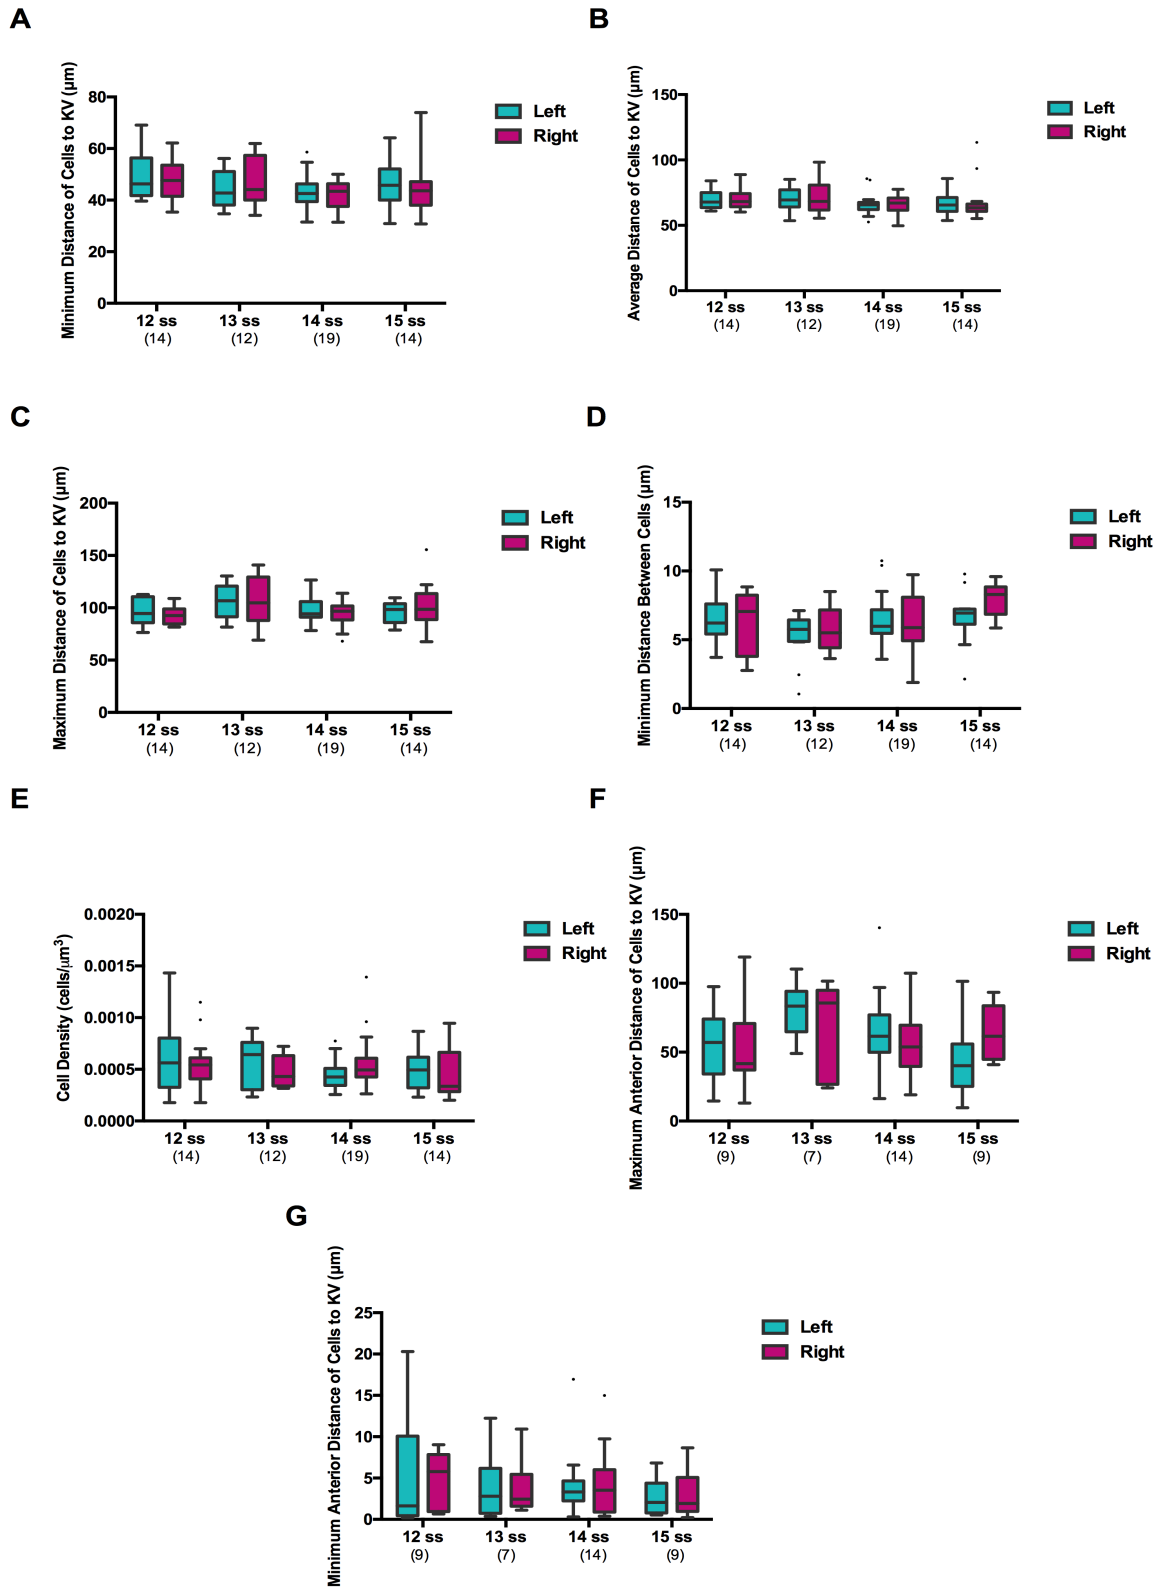 A
Minimum Distance of Cells to KV (μm)
80
60
40
20
0
12 ss
13 ss
14 ss
15 ss
(14)
(12)
(19)
(14)
Left
Right
B
Average Distance of Cells to KV (μm)
150
100
50
0
12 ss
13 ss
14 ss
15 ss
(14)
(12)
(19)
(14)
Left
Right
C
Maximum Distance of Cells to KV (μm)
200
150
100
50
0
12 ss
13 ss
14 ss
15 ss
(14)
(12)
(19)
(14)
Left
Right
D
Minimum Distance Between Cells (μm)
15
10
5
0
12 ss
13 ss
14 ss
15 ss
(14)
(12)
(19)
(14)
Left
Right
E
Cell Density (cells/μm³)
0.0020
0.0015
0.0010
0.0005
0.0000
12 ss
13 ss
14 ss
15 ss
(14)
(12)
(19)
(14)
Left
Right
F
Maximum Anterior Distance of Cells to KV (μm)
150
100
50
0
12 ss
13 ss
14 ss
15 ss
(9)
(7)
(14)
(9)
Left
Right
G
Minimum Anterior Distance of Cells to KV (μm)
25
20
15
10
5
0
12 ss
13 ss
14 ss
15 ss
(9)
(7)
(14)
(9)
Left
Right